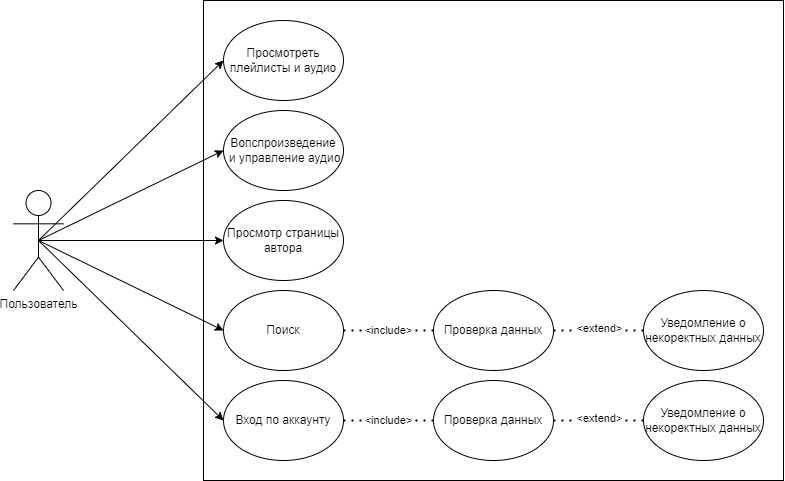 Просмотреть
плейлисты и аудио
Вопспроизведение
и управление аудио
Просмотр страницы
автора
Пользователь
Поиск
<include>
Проверка данных
<extend>
Уведомление о
некоректных данных
Вход по аккаунту
<include>
Проверка данных
<extend>
Уведомление о
некоректных данных